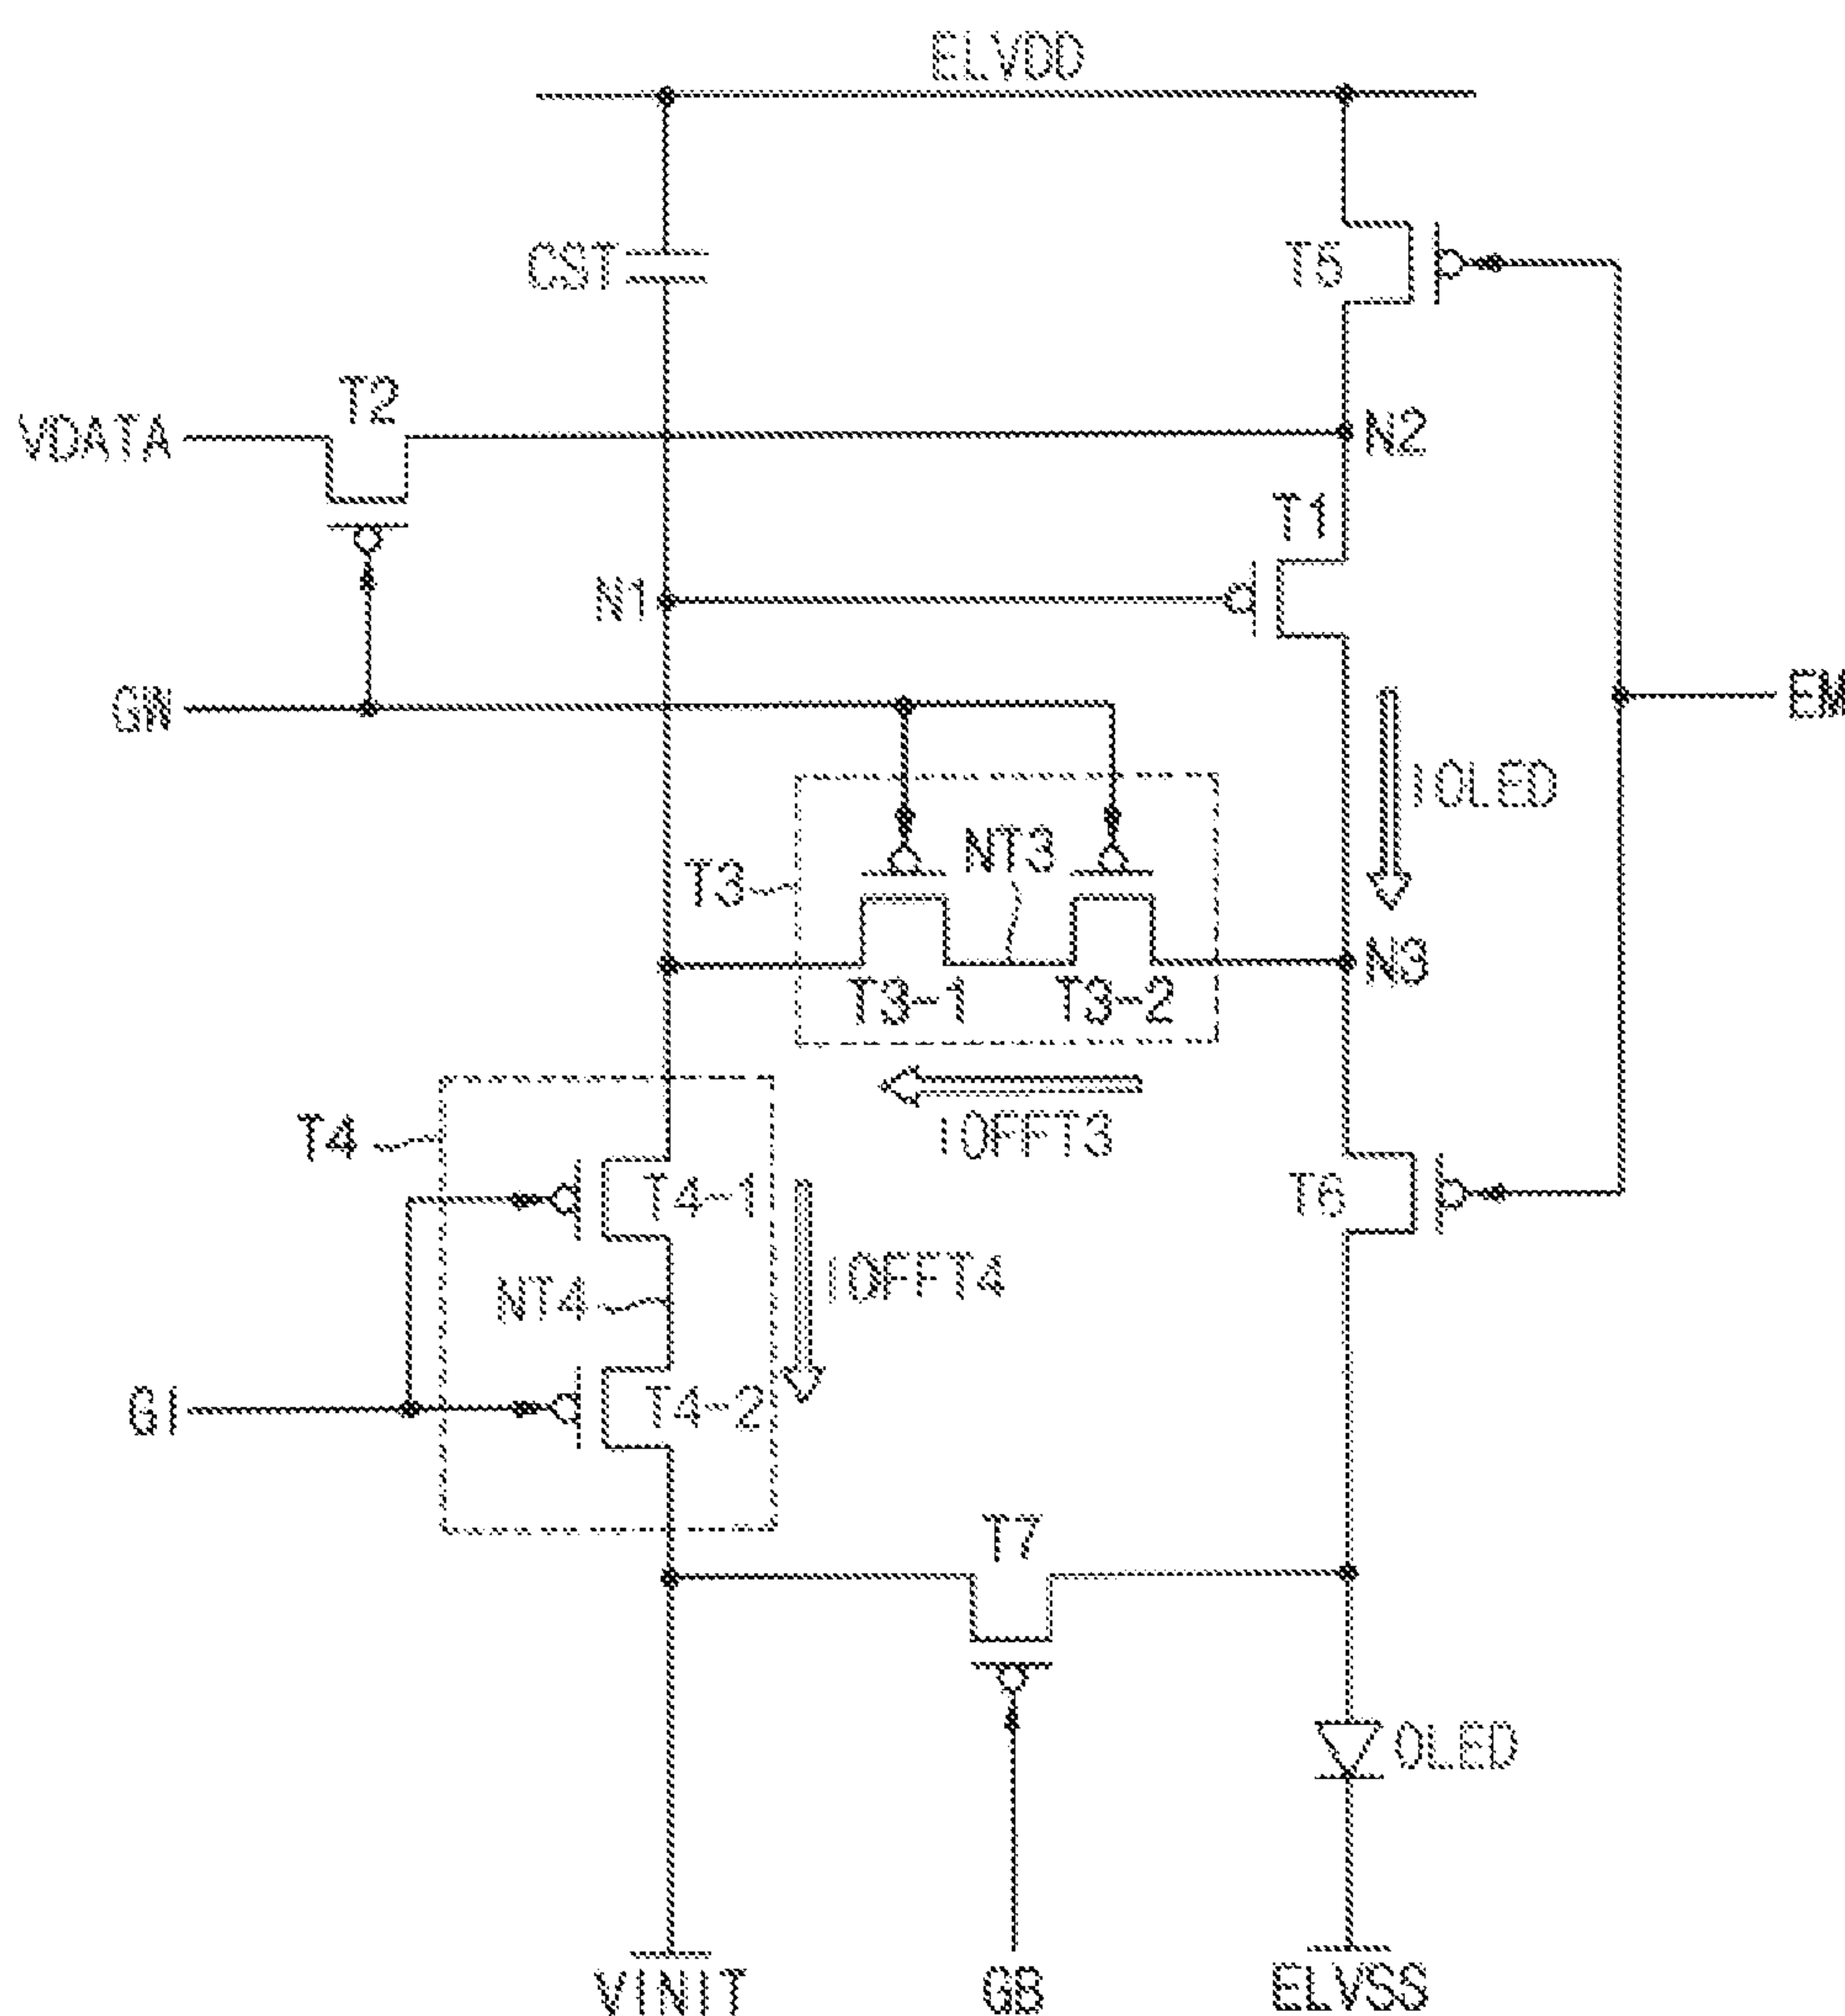 ELVDD
CST
T5
T2
VDATA
N2
T1
N1
GW
EM
IOLED
NT3
T3
N3
T3-1
T3-2
T4
IOFFT3
T4-1
T6
IOFFT4
NT4
GI
T4-2
T7
OLED
VINIT
GB
ELVSS